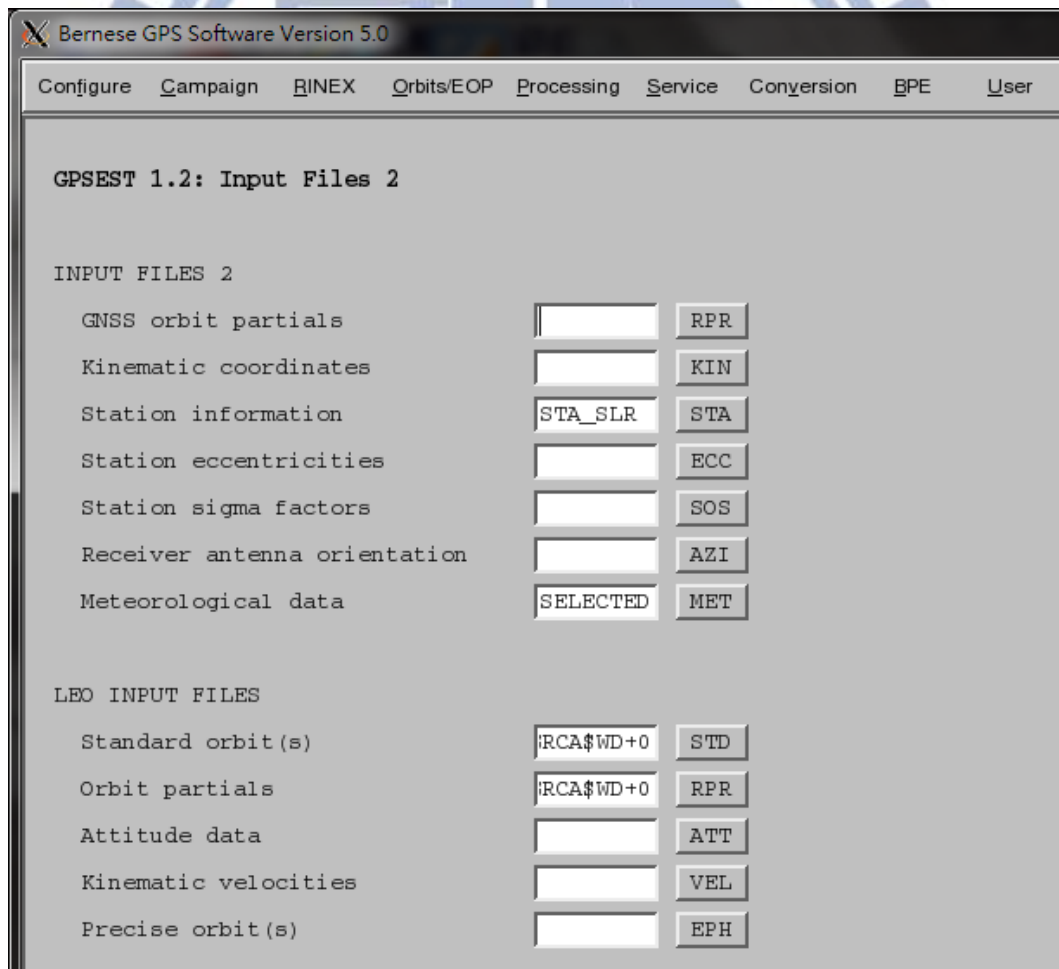 Bernese GPS Software Version 5.0
Configure Campaign RINEX Orbits/EOP Processing Service Conversion BPE User
GPSEST 1.2: Input Files 2
INPUT FILES 2
GNSS orbit partials RPR
Kinematic coordinates KIN
Station information STA_SLR STA
Station eccentricities ECC
Station sigma factors SOS
Receiver antenna orientation AZI
Meteorological data SELECTED MET
LEO INPUT FILES
Standard orbit(s) RCA$WD+0 STD
Orbit partials RCA$WD+0 RPR
Attitude data ATT
Kinematic velocities VEL
Precise orbit(s) EPH